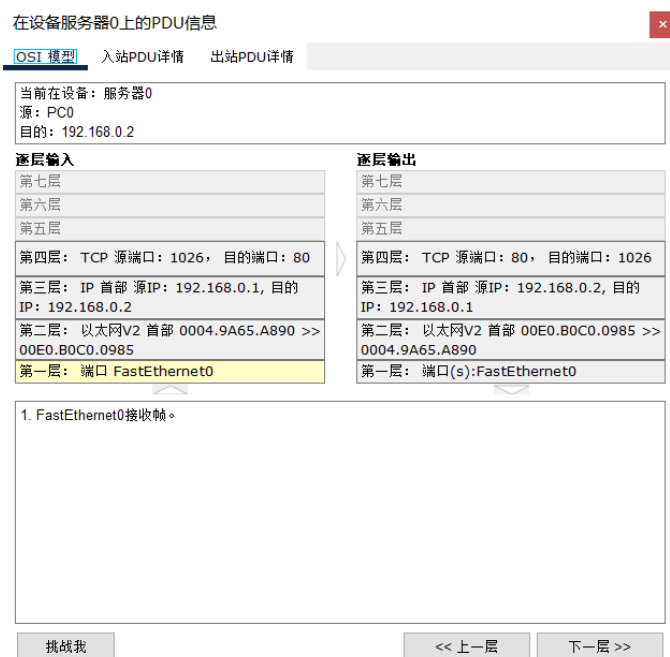 在设备服务器0上的PDU信息
×
OSI 模型 入站PDU详情 出站PDU详情
当前在设备: 服务器0
源: PC0
目的: 192.168.0.2
逐层输入
第七层
第六层
第五层
第四层: TCP 源端口: 1026, 目的端口: 80
第三层: IP 首部 源IP: 192.168.0.1, 目的
IP: 192.168.0.2
第二层: 以太网V2 首部 0004.9A65.A890 >>
00E0.B0C0.0985
第一层: 端口 FastEthernet0
逐层输出
第七层
第六层
第五层
第四层: TCP 源端口: 80, 目的端口: 1026
第三层: IP 首部 源IP: 192.168.0.2, 目的
IP: 192.168.0.1
第二层: 以太网V2 首部 00E0.B0C0.0985 >>
0004.9A65.A890
第一层: 端口(s):FastEthernet0
1. FastEthernet0接收帧。
挑战我 << 上一层 下一层 >>